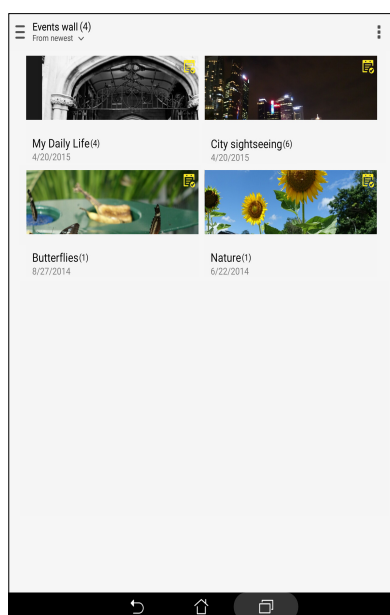 Events wall (4)
From newest
My Daily Life(4)
4/20/2015
City sightseeing(6)
4/20/2015
Butterflies(1)
8/27/2014
Nature(1)
6/22/2014